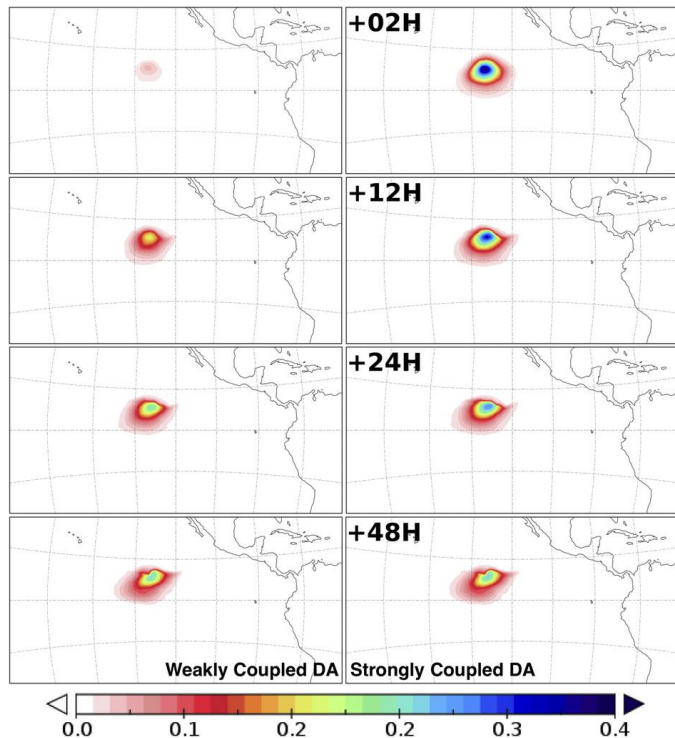 +02H
+12H
+24H
+48H
Weakly Coupled DA Strongly Coupled DA
0.0 0.1 0.2 0.2 0.3 0.4